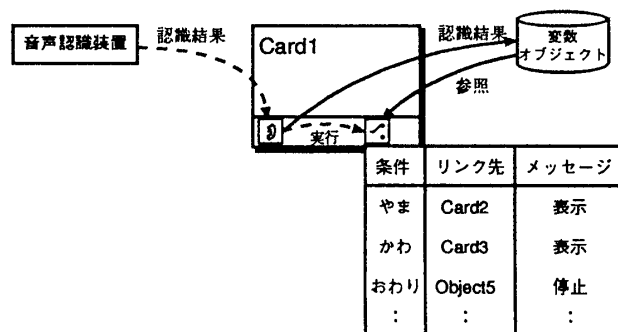 音声認識装置
認識結果
Card1
認識結果
変数
オブジェクト
参照
実行
条件 リンク先 メッセージ
やま Card2 表示
かわ Card3 表示
おわり Object5 停止
: : :